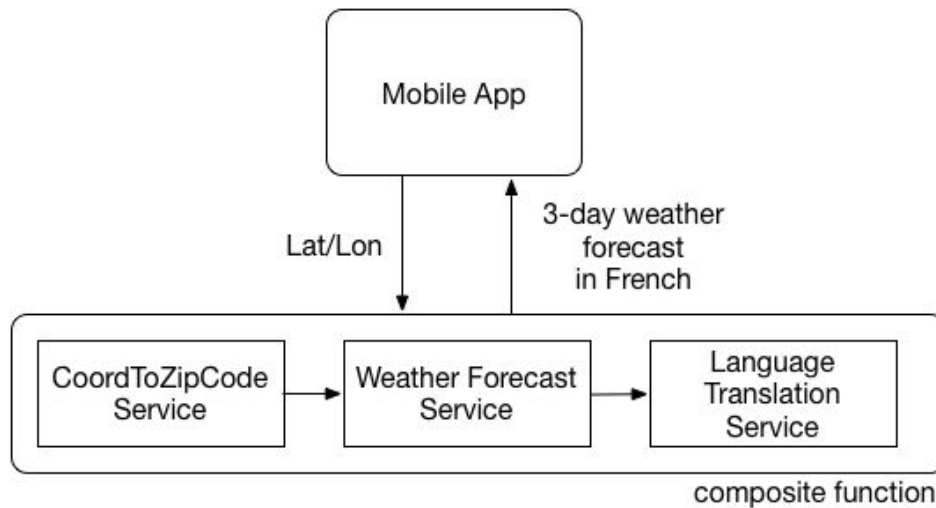 Mobile App
Lat/Lon
3-day weather
forecast
in French
CoordToZipCode
Service
Weather Forecast
Service
Language
Translation
Service
composite function